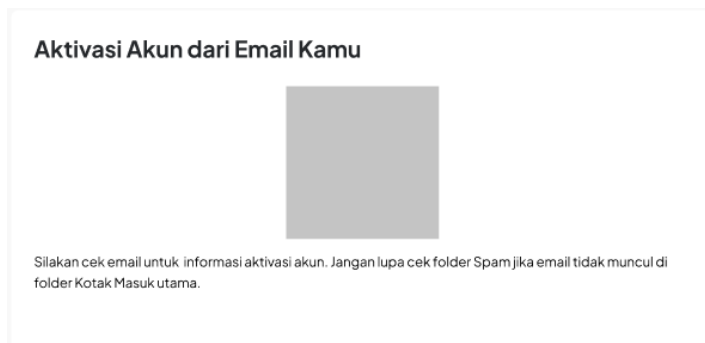 Aktivasi Akun dari Email Kamu
Silakan cek email untuk informasi aktivasi akun. Jangan lupa cek folder Spam jika email tidak muncul di
folder Kotak Masuk utama.